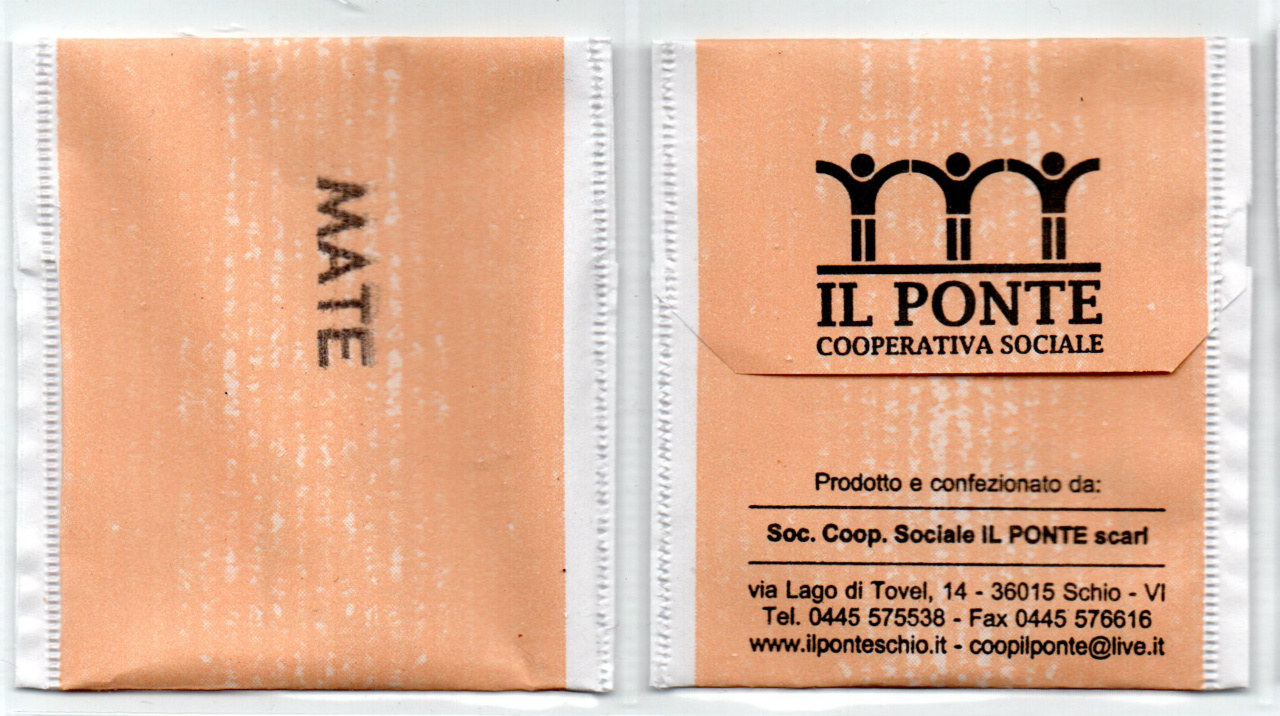 MATE
IL PONTE
COOPERATIVA SOCIALE
Prodotto e confezionato da:
Soc. Coop. Sociale IL PONTE scarl
via Lago di Tovel, 14 - 36015 Schio - VI
Tel. 0445 575538 - Fax 0445 576616
www.ilponteschio.it - coopilponte@live.it